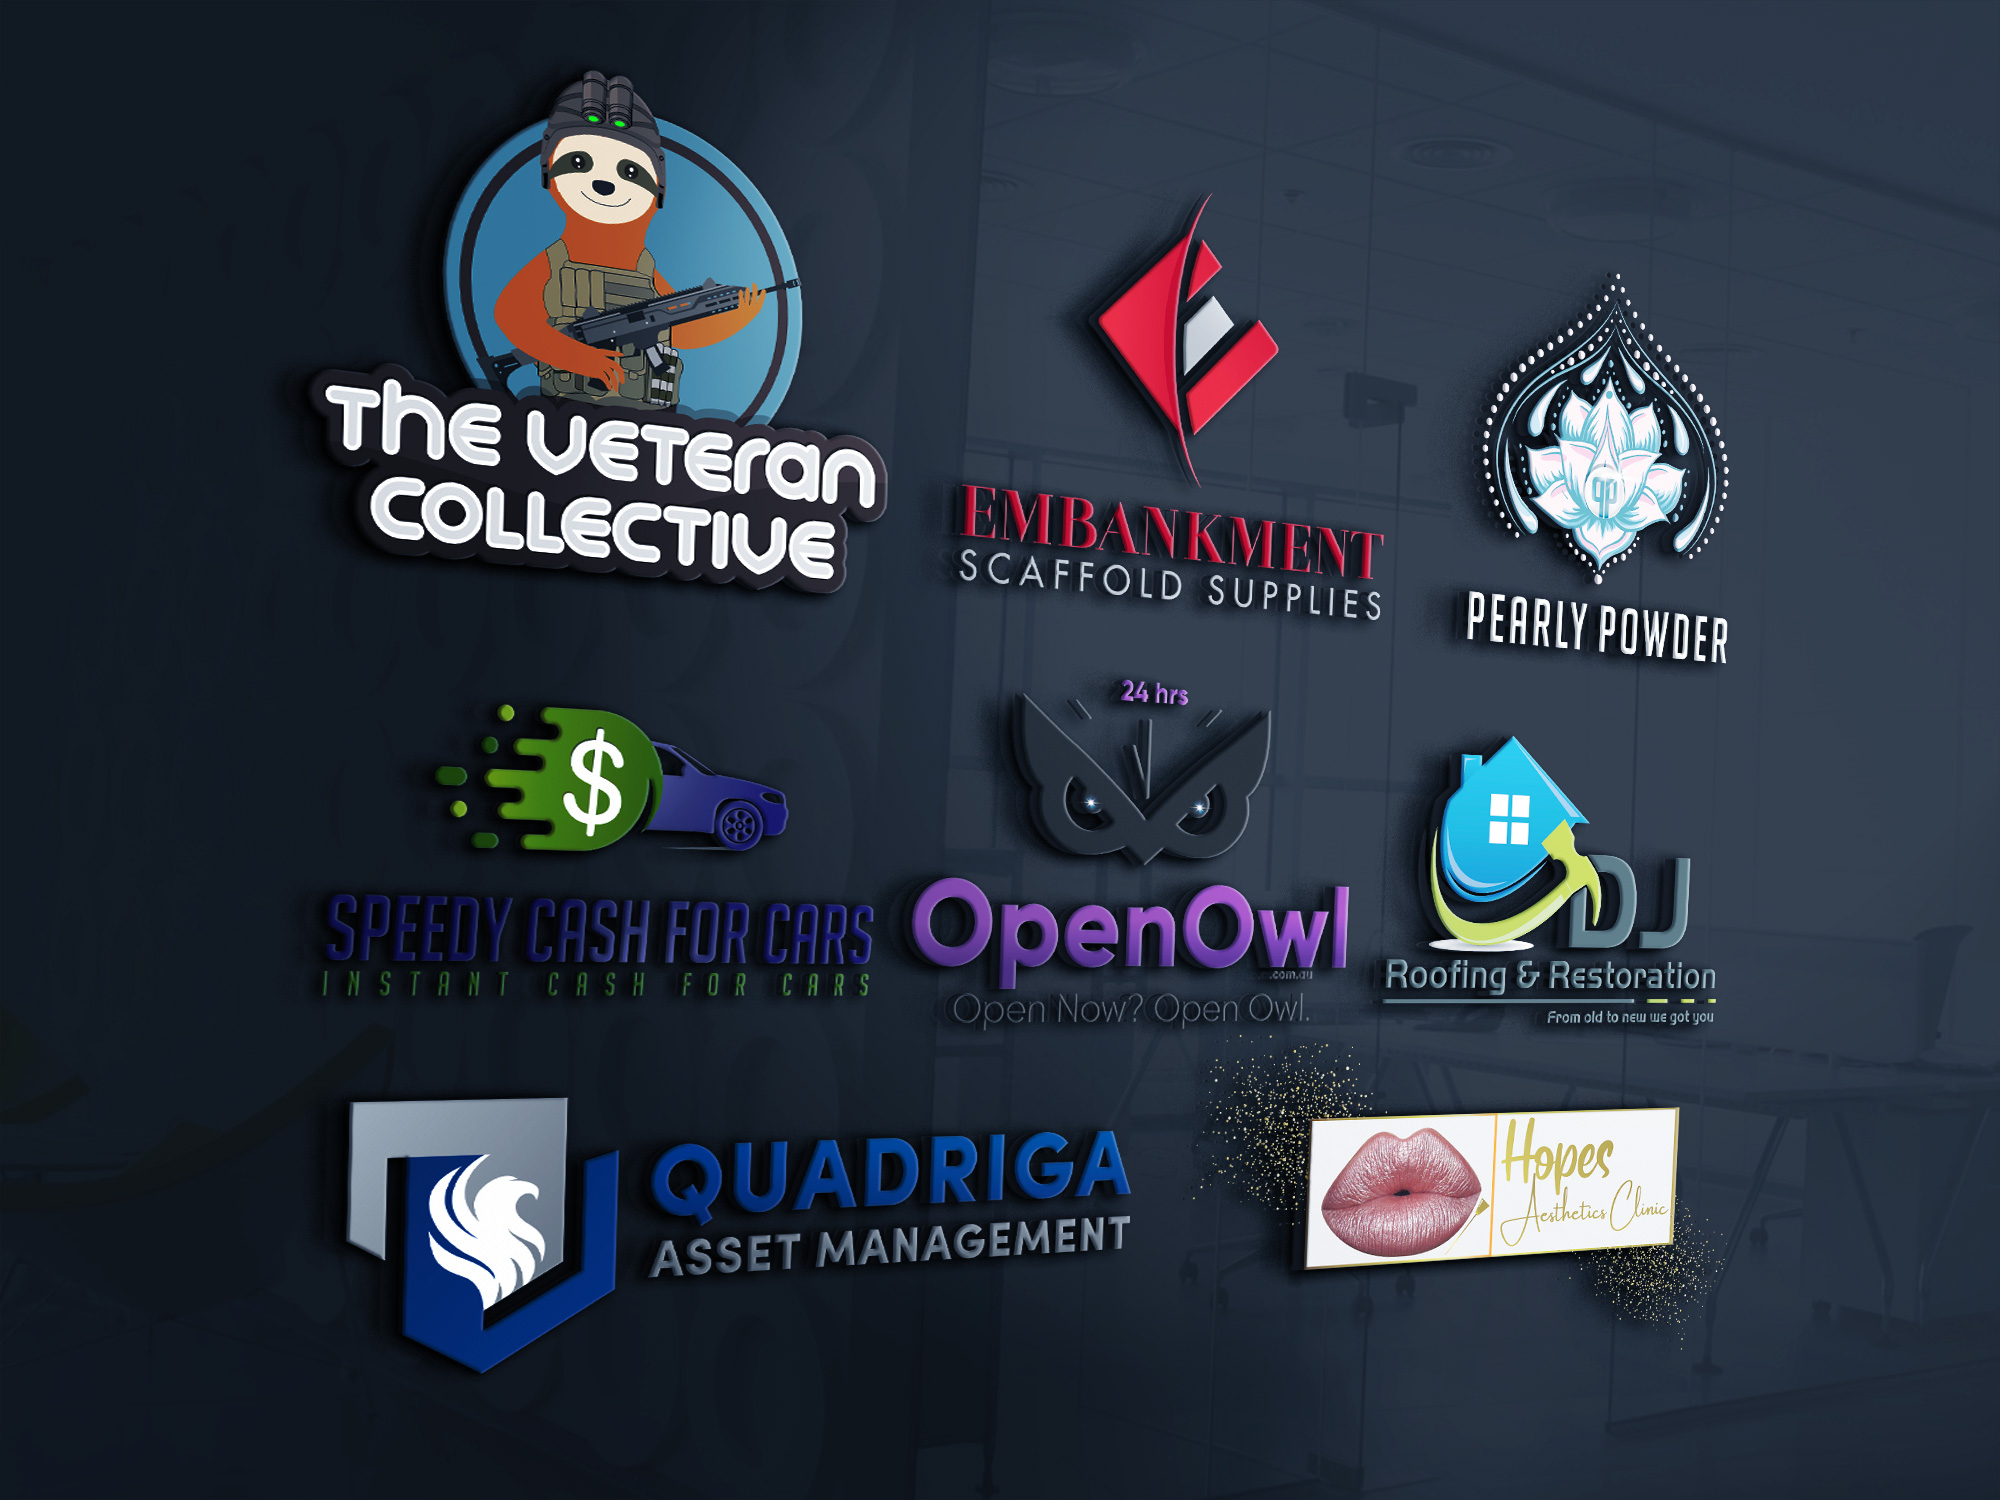 The Veteran
Collective
EMBANKMENT
SCAFFOLD SUPPLIES
pp
PEARLY POWDER
$
SPEEDY CASH FOR CARS
INSTANT CASH FOR CARS
24 hrs
OpenOwl
.com.au
Open Now? Open Owl.
DJ
Roofing & Restoration
From old to new we got you
QUADRIGA
ASSET MANAGEMENT
Hopes
Aesthetics Clinic